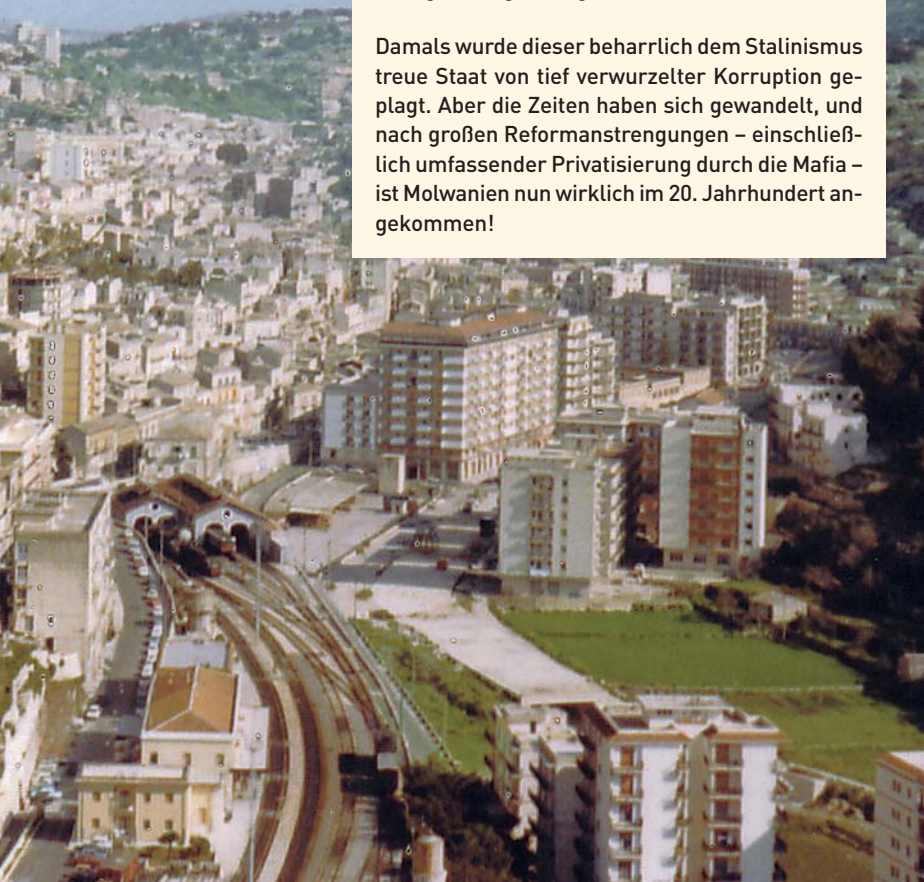 Damals wurde dieser beharrlich dem Stalinismus
treue Staat von tief verwurzelter Korruption ge-
plagt. Aber die Zeiten haben sich gewandelt, und
nach großen Reformanstrengungen – einschließ-
lich umfassender Privatisierung durch die Mafia –
ist Molwanien nun wirklich im 20. Jahrhundert an-
gekommen!